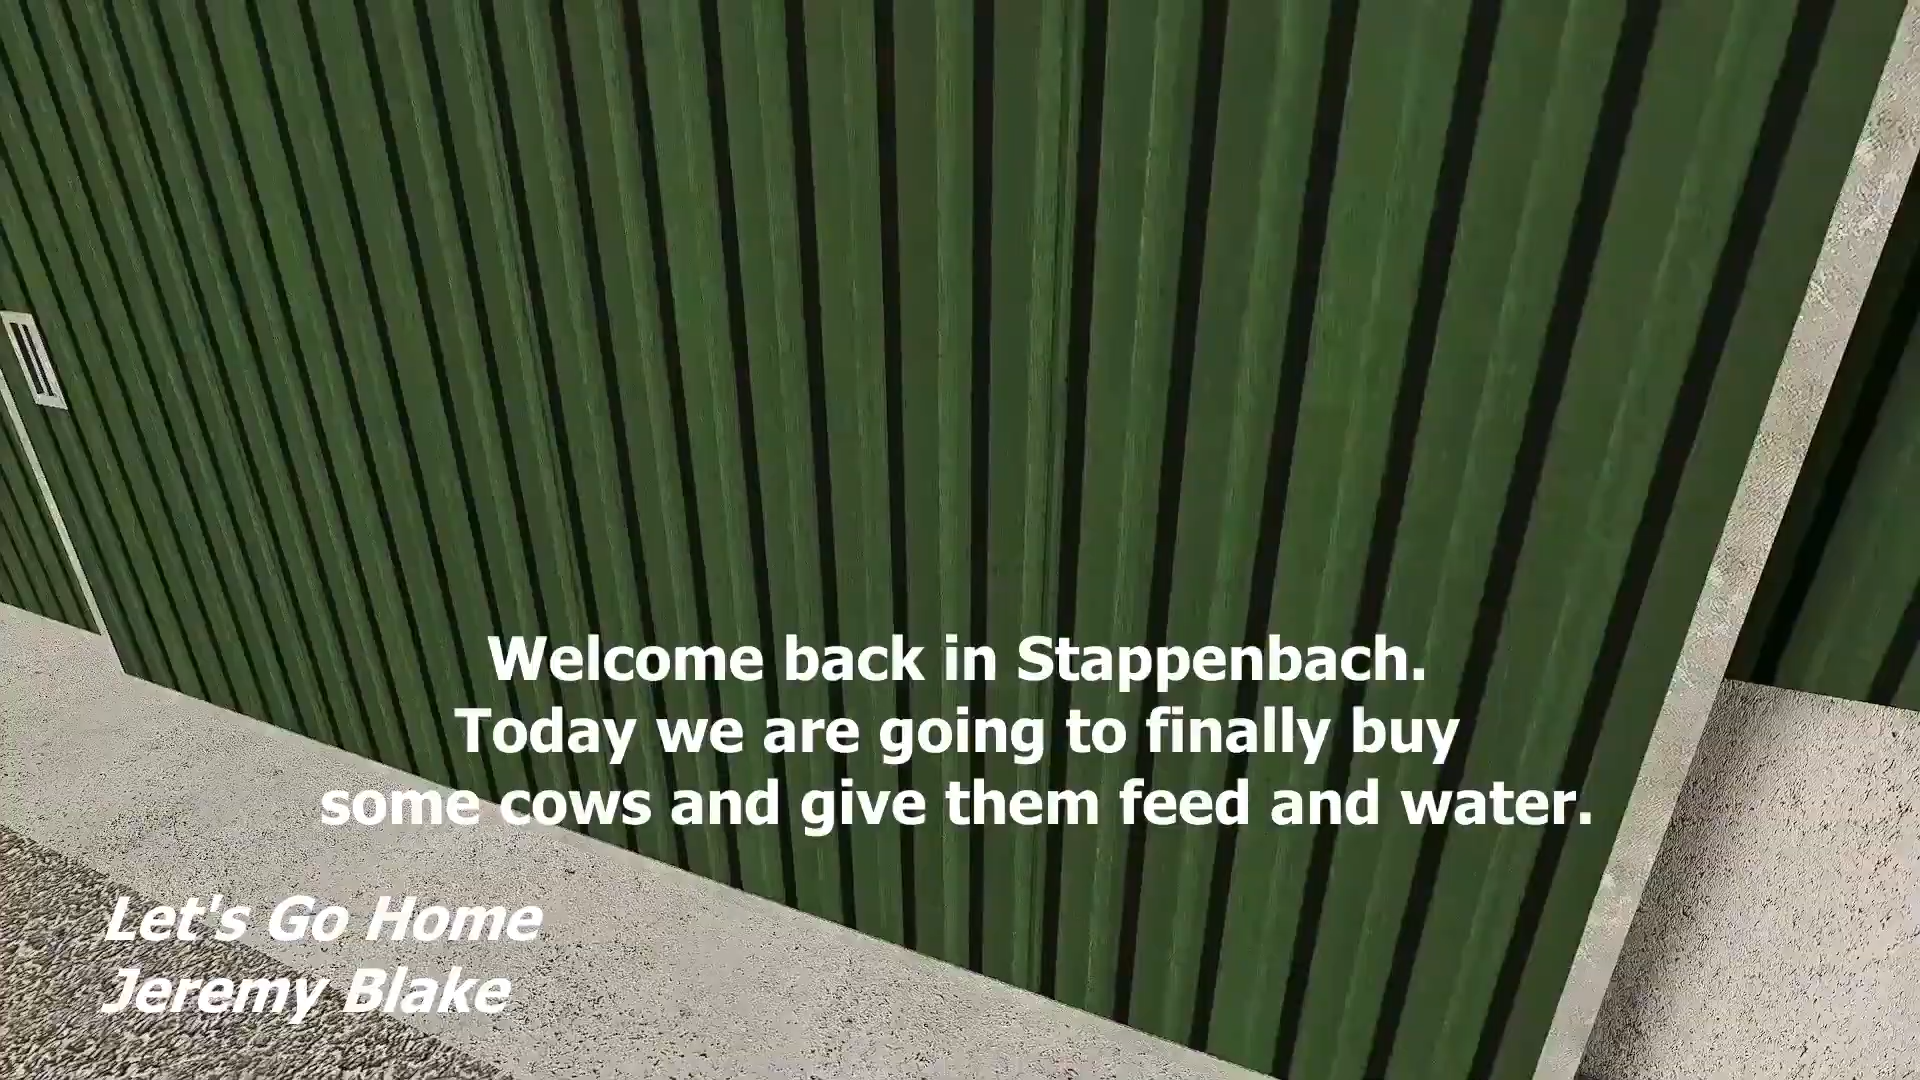 Welcome back in Stappenbach.
Today we are going to finally buy
some cows and give them feed and water.
Let's Go Home
Jeremy Blake